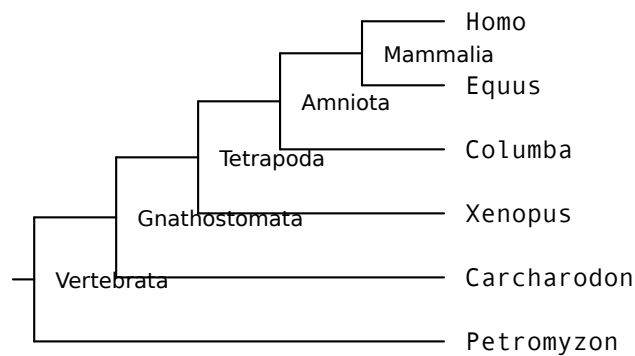 Homo
Mammalia
Equus
Amniota
Columba
Tetrapoda
Xenopus
Gnathostomata
Carcharodon
Vertebrata
Petromyzon